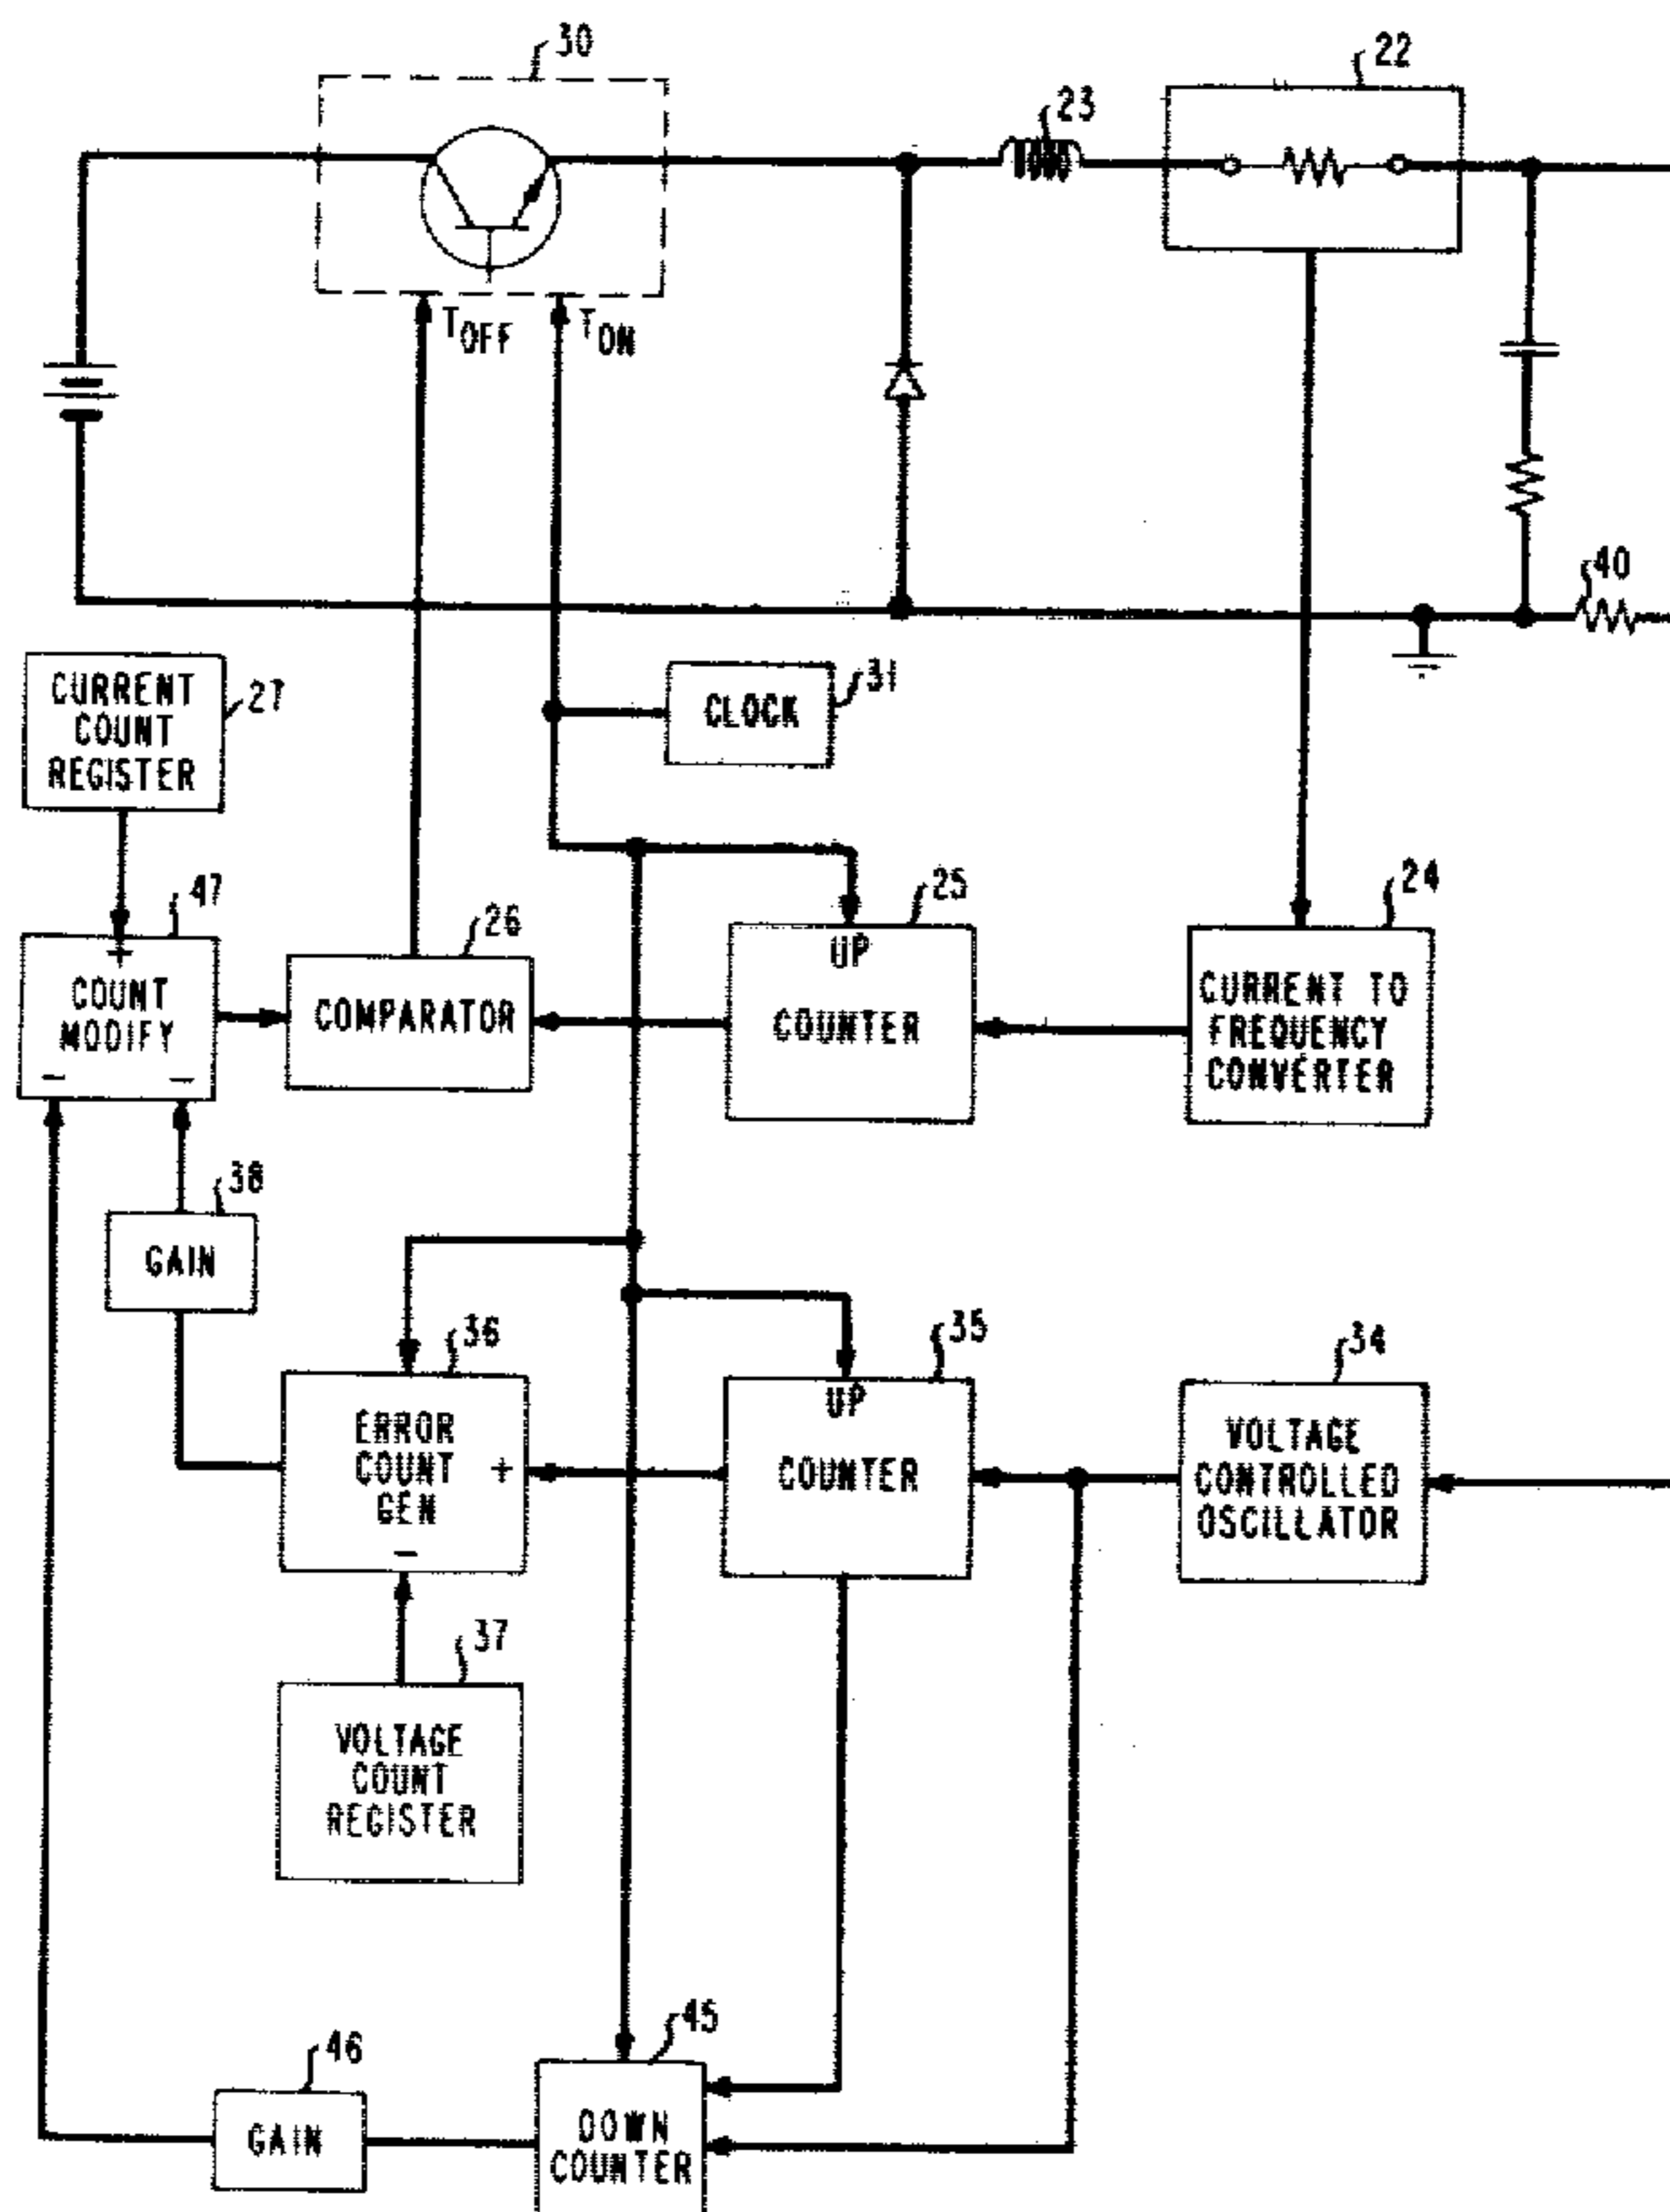 30
22
23
T OFF
T ON
40
CURRENT
COUNT
REGISTER
27
CLOCK
31
47
26
25
24
+
COUNT
MODIFY
-
-
COMPARATOR
UP
COUNTER
CURRENT TO
FREQUENCY
CONVERTER
38
GAIN
36
35
34
ERROR
COUNT
GEN
+
-
UP
COUNTER
VOLTAGE
CONTROLLED
OSCILLATOR
37
VOLTAGE
COUNT
REGISTER
46
45
GAIN
DOWN
COUNTER